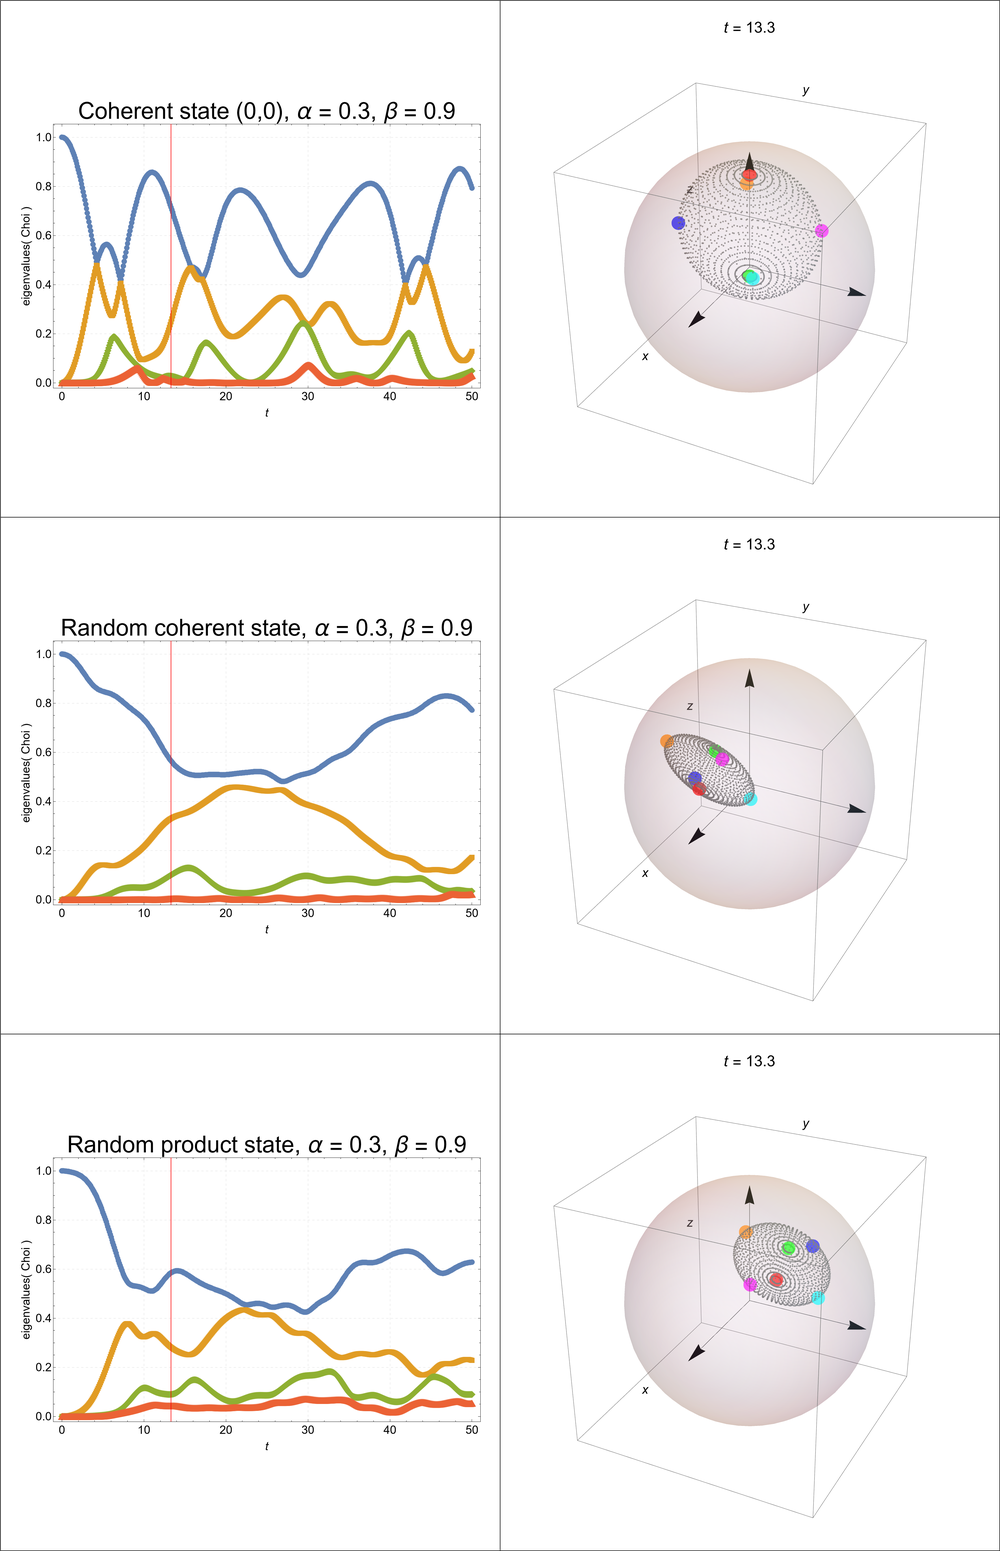 Coherent state (0,0), α = 0.3, β = 0.9
eigenvalues( Choi )
1.0
0.8
0.6
0.4
0.2
0.0
0 10 20 30 40 50
t
t = 13.3
y
z
x
Random coherent state, α = 0.3, β = 0.9
eigenvalues( Choi )
1.0
0.8
0.6
0.4
0.2
0.0
0 10 20 30 40 50
t
t = 13.3
y
z
x
Random product state, α = 0.3, β = 0.9
eigenvalues( Choi )
1.0
0.8
0.6
0.4
0.2
0.0
0 10 20 30 40 50
t
t = 13.3
y
z
x